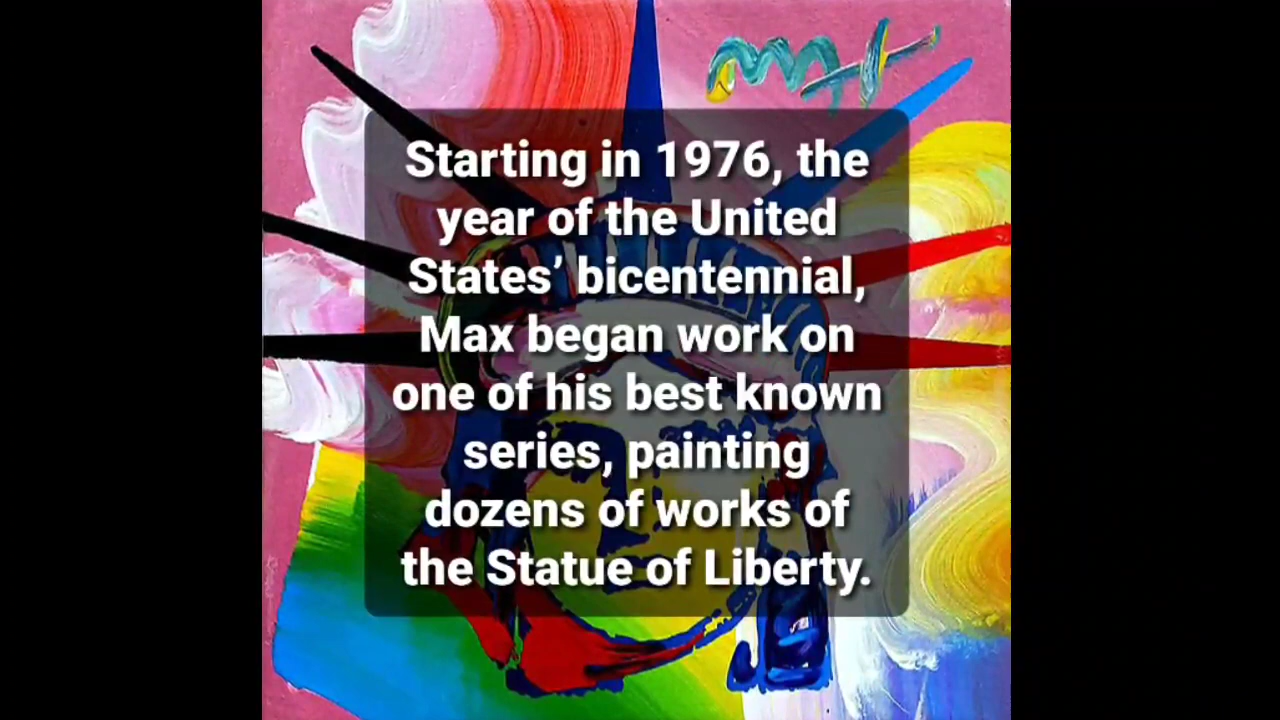 Max
Starting in 1976, the
year of the United
States’ bicentennial,
Max began work on
one of his best known
series, painting
dozens of works of
the Statue of Liberty.